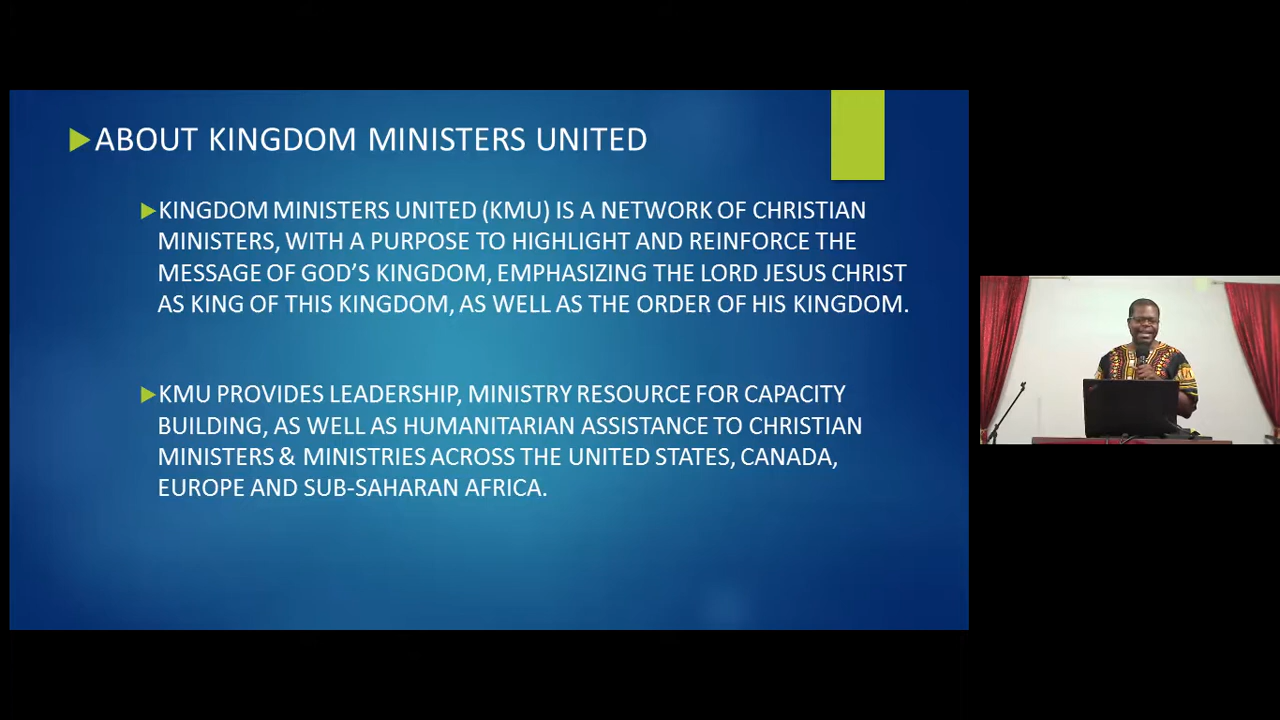 ABOUT KINGDOM MINISTERS UNITED
KINGDOM MINISTERS UNITED (KMU) IS A NETWORK OF CHRISTIAN
MINISTERS, WITH A PURPOSE TO HIGHLIGHT AND REINFORCE THE
MESSAGE OF GOD’S KINGDOM, EMPHASIZING THE LORD JESUS CHRIST
AS KING OF THIS KINGDOM, AS WELL AS THE ORDER OF HIS KINGDOM.
KMU PROVIDES LEADERSHIP, MINISTRY RESOURCE FOR CAPACITY
BUILDING, AS WELL AS HUMANITARIAN ASSISTANCE TO CHRISTIAN
MINISTERS & MINISTRIES ACROSS THE UNITED STATES, CANADA,
EUROPE AND SUB-SAHARAN AFRICA.